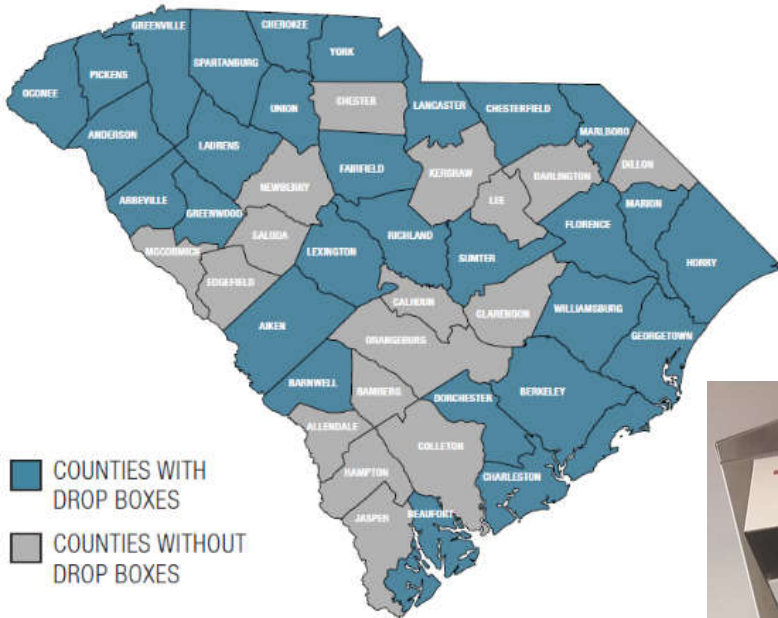 GREENVILLE
CHEROKEE
YORK
SPARTANBURG
PICKENS
OCONEE
UNION
CHESTER
LANCASTER
CHESTERFIELD
MARLBORO
ANDERSON
LAURENS
DILLON
FAIRFIELD
KERSHAW
DARLINGTON
NEWBERRY
LEE
ABBEVILLE
GREENWOOD
MARION
FLORENCE
SALUDA
RICHLAND
LEXINGTON
SUMTER
HORRY
MCCORMICK
EDGEFIELD
CALHOUN
CLARENDON
WILLIAMSBURG
AIKEN
GEORGETOWN
ORANGEBURG
BARNWELL
BAMBERG
BERKELEY
DORCHESTER
ALLENDALE
COLLETON
HAMPTON
CHARLESTON
BEAUFORT
JASPER
COUNTIES WITH
DROP BOXES
COUNTIES WITHOUT
DROP BOXES